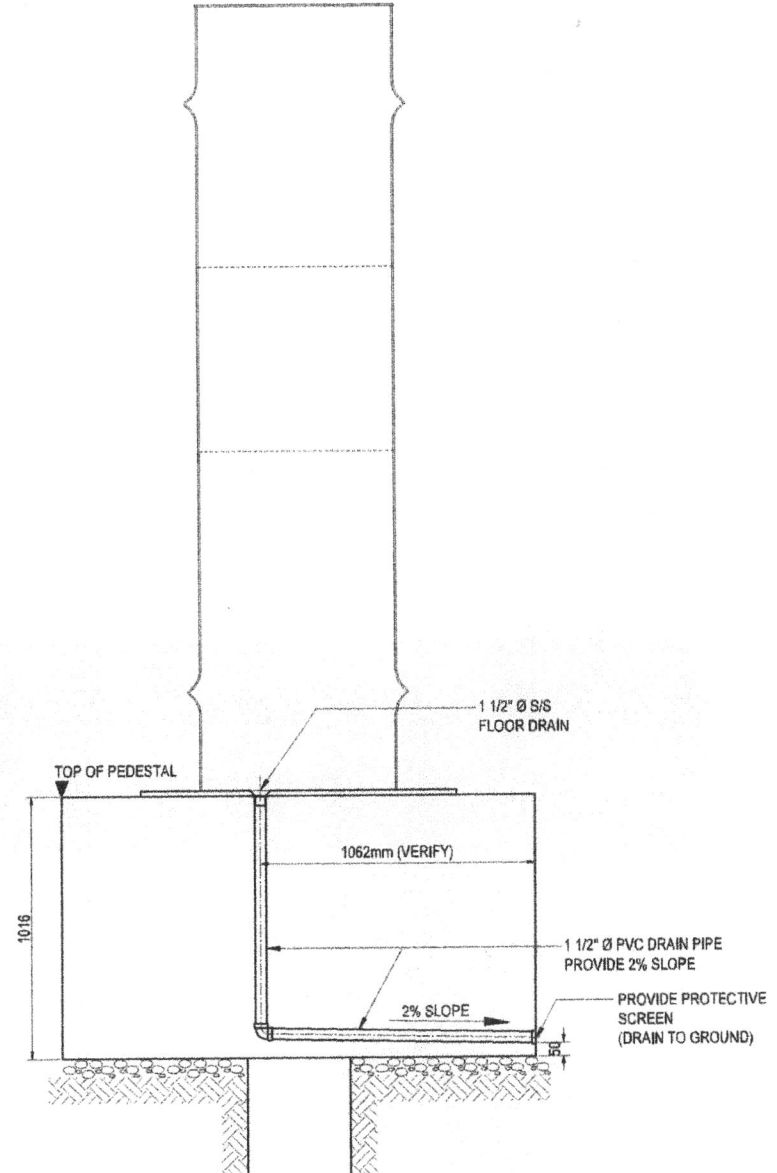 1 1/2" Ø S/S
FLOOR DRAIN
TOP OF PEDESTAL
1062mm (VERIFY)
1016
1 1/2" Ø PVC DRAIN PIPE
PROVIDE 2% SLOPE
2% SLOPE
PROVIDE PROTECTIVE
SCREEN
(DRAIN TO GROUND)
50